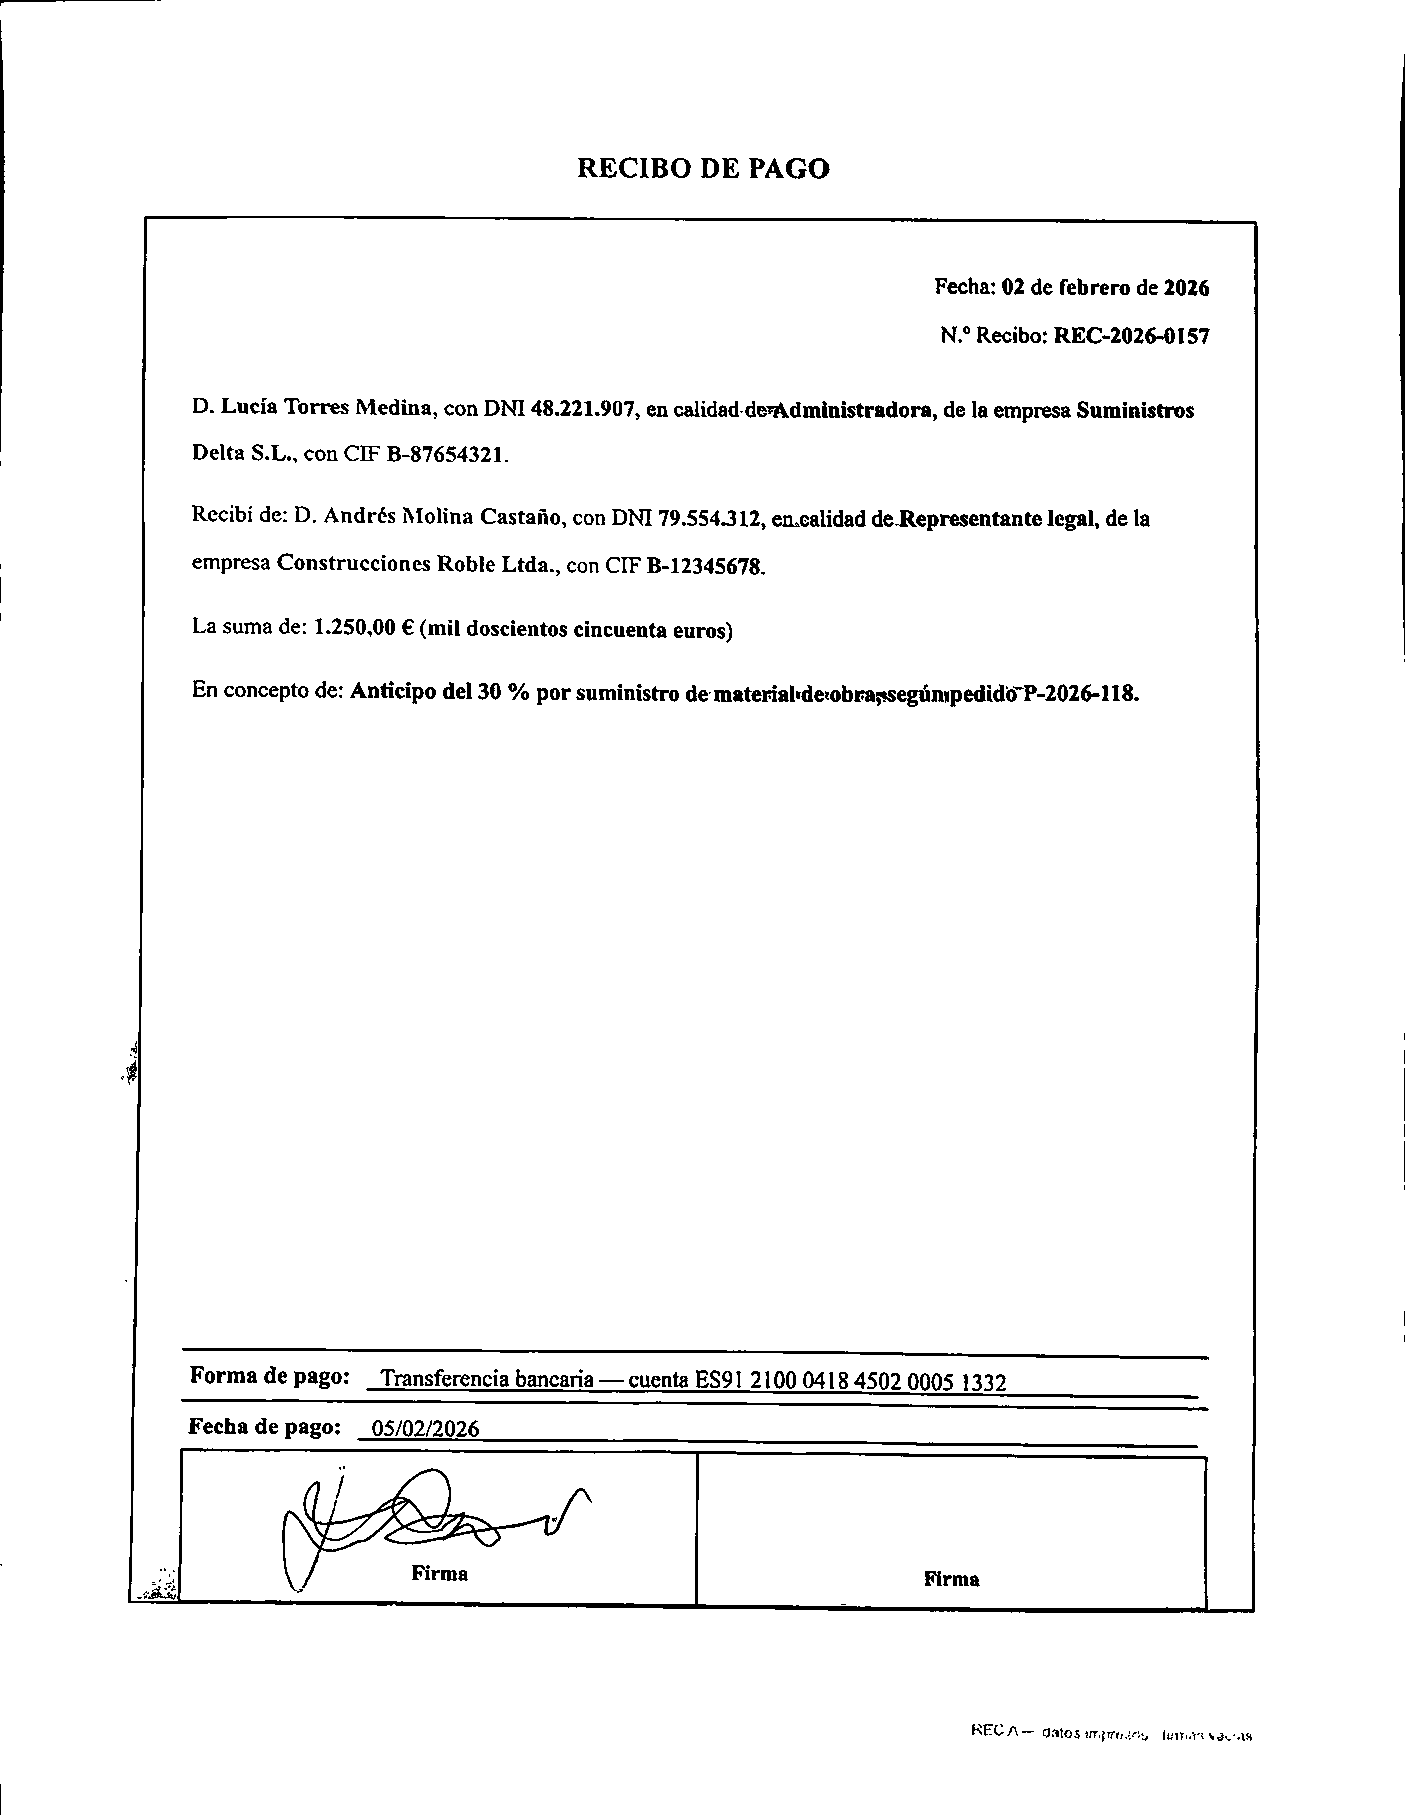 RECIBO DE PAGO
Fecha: 02 de febrero de 2026
N.º Recibo: REC-2026-0157
D. Lucía Torres Medina, con DNI 48.221.907, en calidad de Administradora, de la empresa Suministros
Delta S.L., con CIF B-87654321.
Recibí de: D. Andrés Molina Castaño, con DNI 79.554.312, en calidad de Representante legal, de la
empresa Construcciones Roble Ltda., con CIF B-12345678.
La suma de: 1.250,00 € (mil doscientos cincuenta euros)
En concepto de: Anticipo del 30 % por suministro de material de obra, según pedido P-2026-118.
Forma de pago: Transferencia bancaria — cuenta ES91 2100 0418 4502 0005 1332
Fecha de pago: 05/02/2026
Firma
Firma
REC A — datos